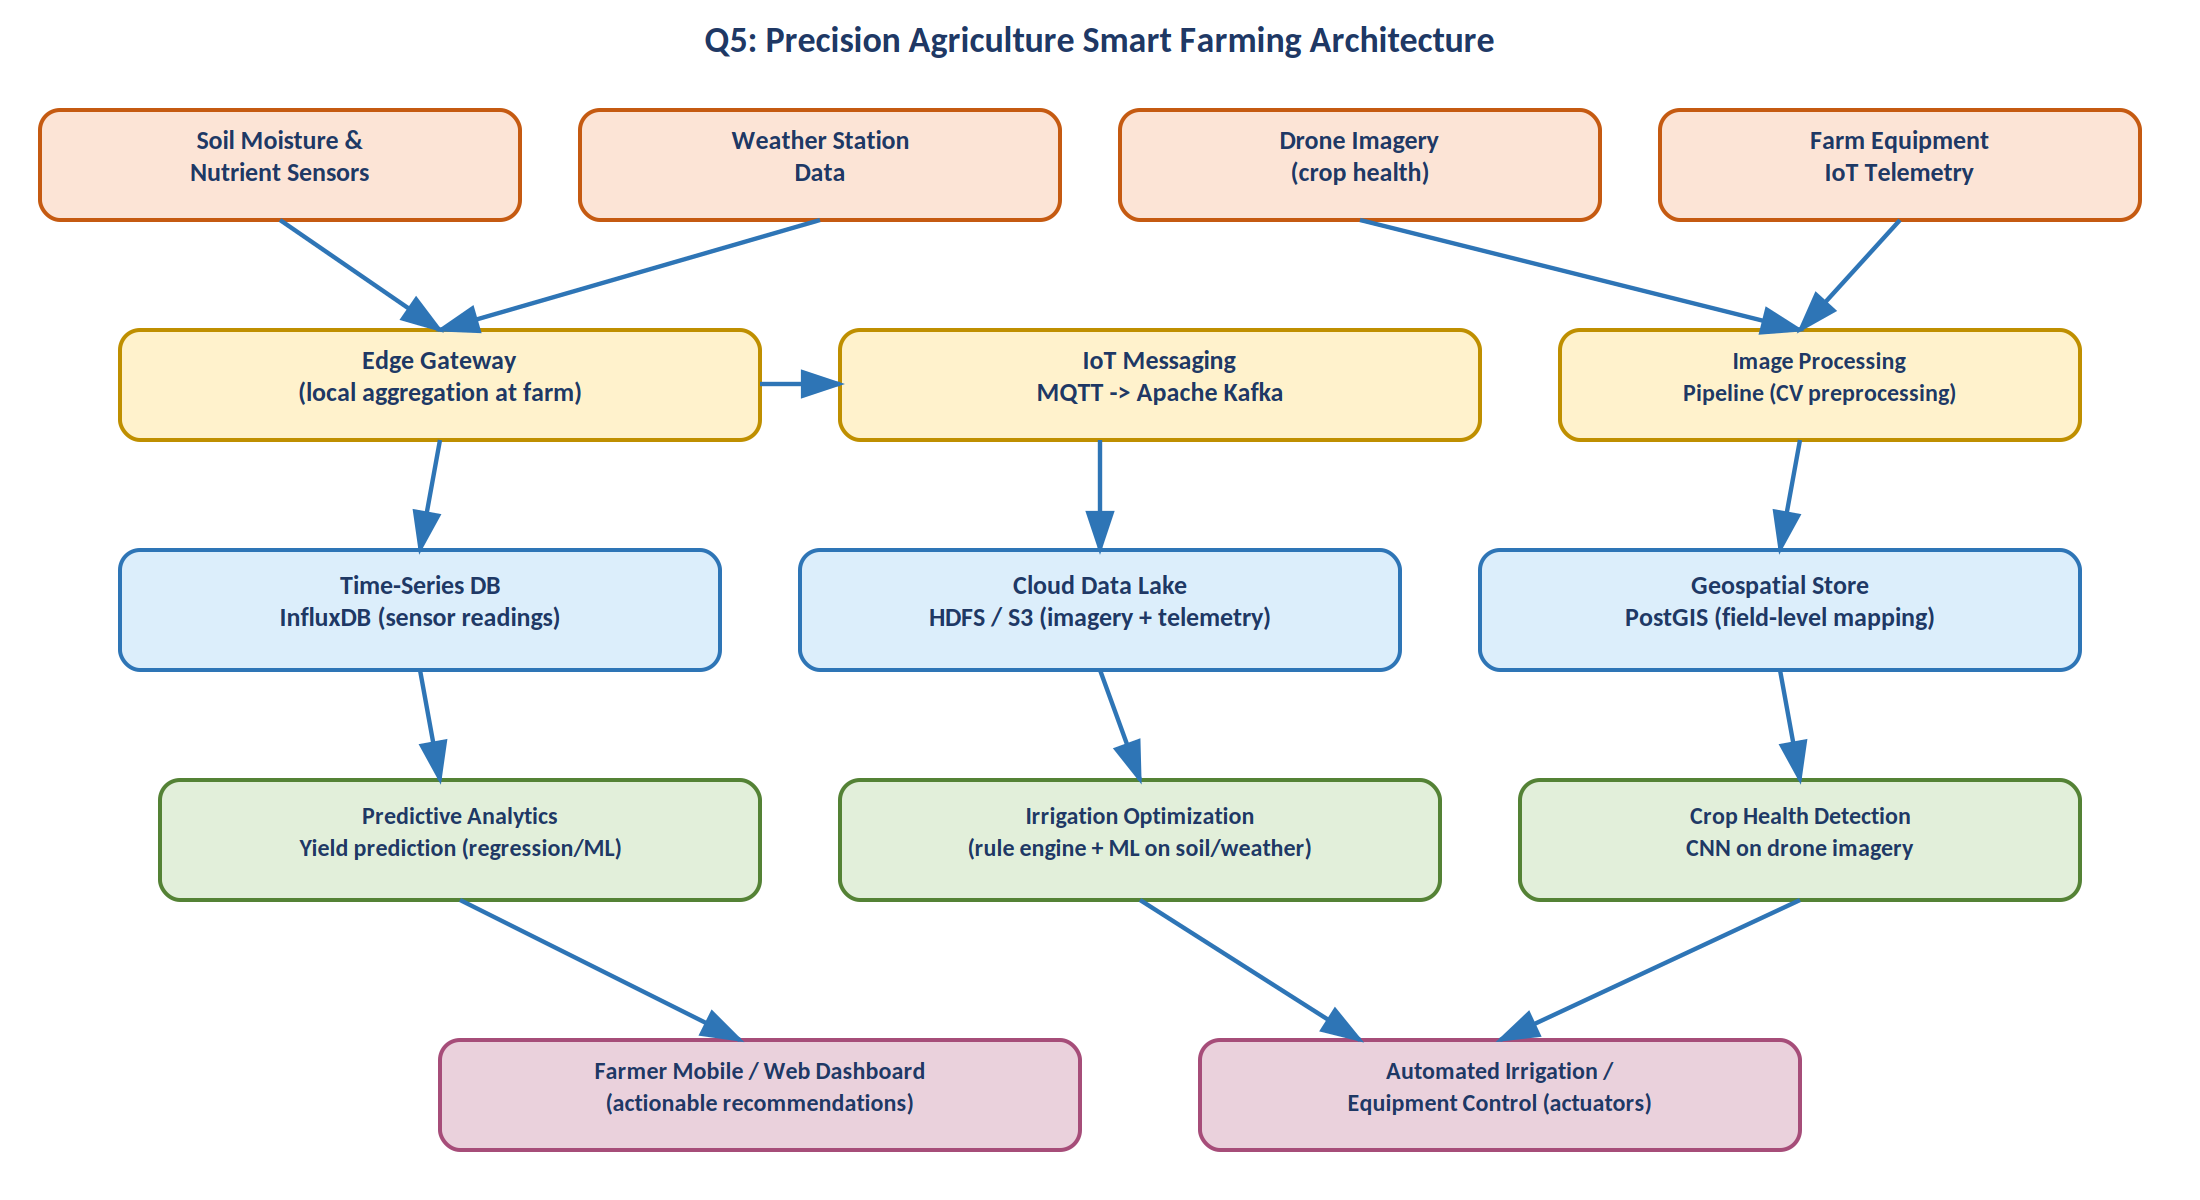 Q5: Precision Agriculture Smart Farming Architecture
Soil Moisture &
Nutrient Sensors
Weather Station
Data
Drone Imagery
(crop health)
Farm Equipment
IoT Telemetry
Edge Gateway
(local aggregation at farm)
IoT Messaging
MQTT -> Apache Kafka
Image Processing
Pipeline (CV preprocessing)
Time-Series DB
InfluxDB (sensor readings)
Cloud Data Lake
HDFS / S3 (imagery + telemetry)
Geospatial Store
PostGIS (field-level mapping)
Predictive Analytics
Yield prediction (regression/ML)
Irrigation Optimization
(rule engine + ML on soil/weather)
Crop Health Detection
CNN on drone imagery
Farmer Mobile / Web Dashboard
(actionable recommendations)
Automated Irrigation /
Equipment Control (actuators)